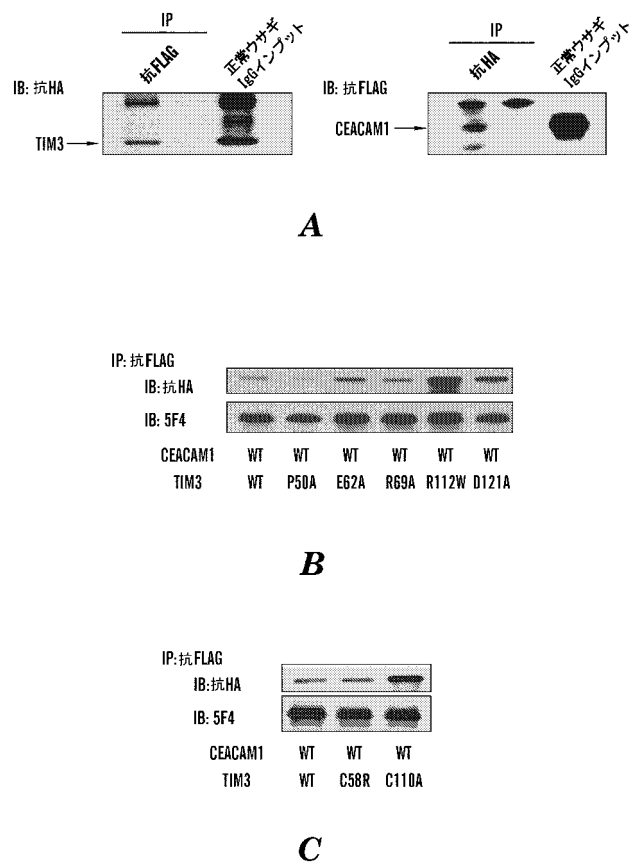 IP
抗FLAG
正常ウサギ
IgGインプット
IB: 抗HA
TIM3
A
IP
抗HA
正常ウサギ
IgGインプット
IB: 抗FLAG
CEACAM1
IP: 抗FLAG
IB: 抗HA
IB: 5F4
CEACAM1 WT WT WT WT WT WT
TIM3 WT P50A E62A R69A R112W D121A
B
IP:抗FLAG
IB:抗HA
IB: 5F4
CEACAM1 WT WT WT
TIM3 WT C58R C110A
C